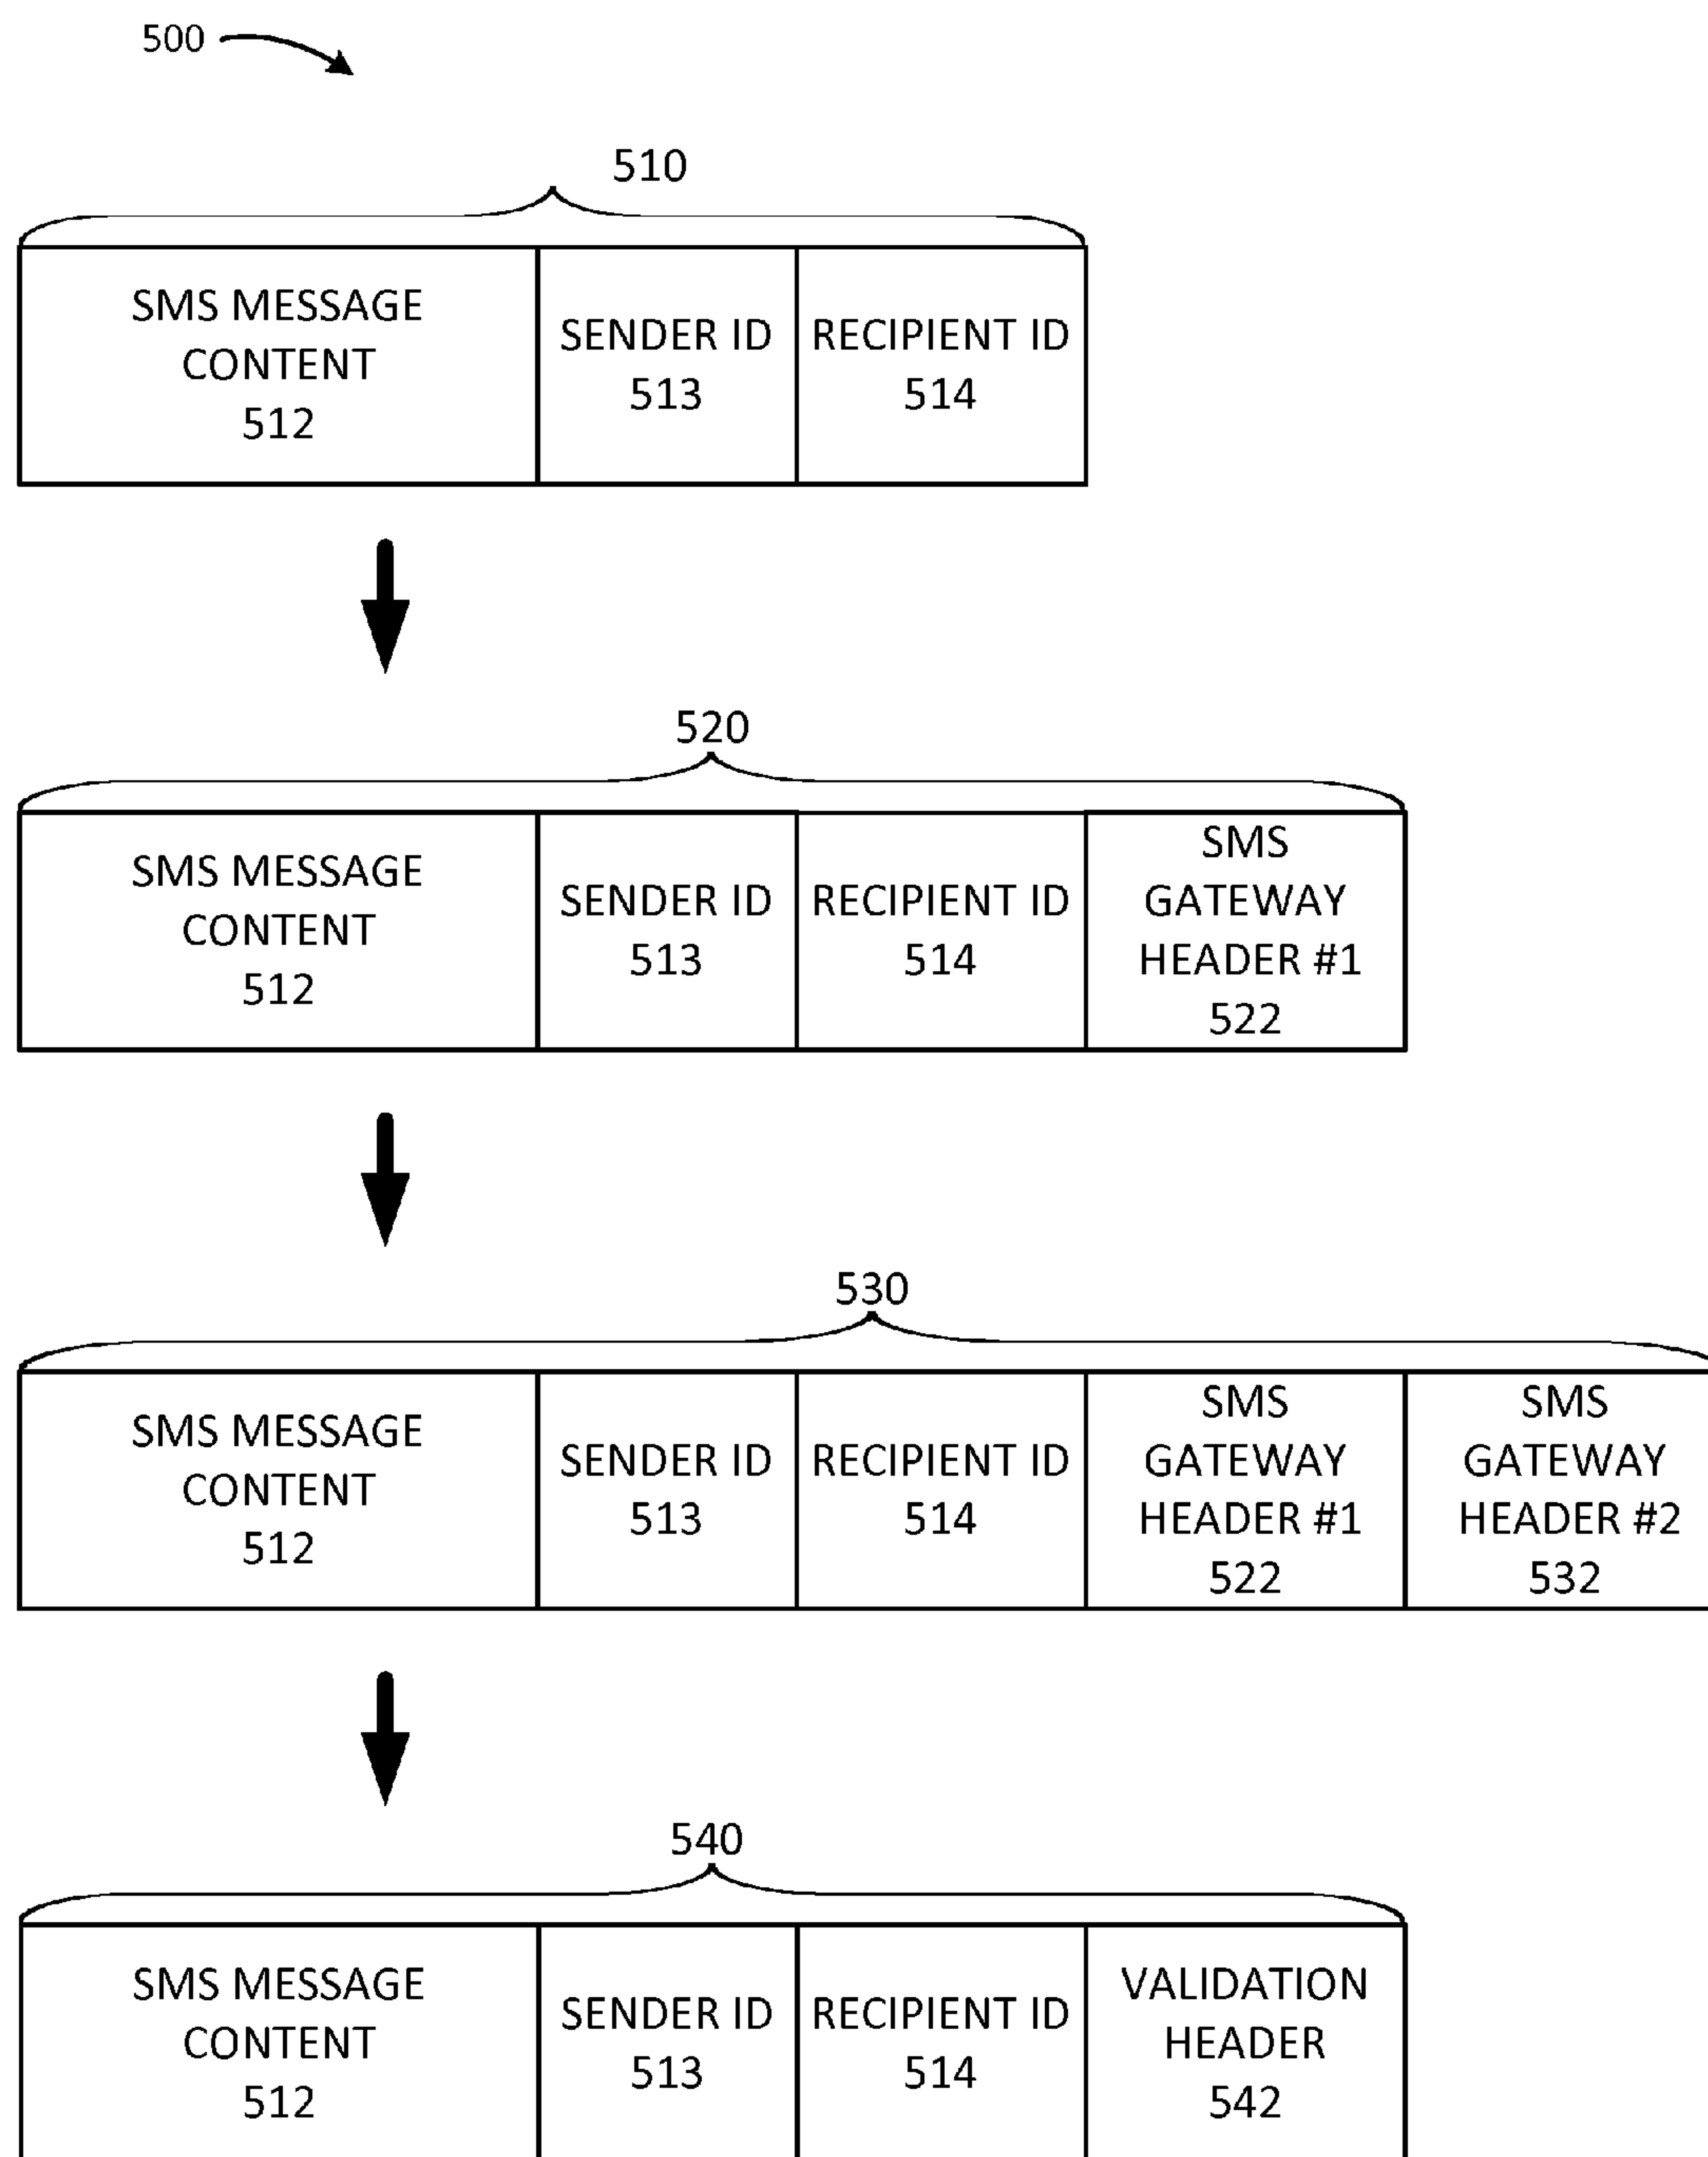 500
510
SMS MESSAGE
CONTENT
512
SENDER ID
513
RECIPIENT ID
514
520
SMS MESSAGE
CONTENT
512
SENDER ID
513
RECIPIENT ID
514
SMS
GATEWAY
HEADER #1
522
530
SMS MESSAGE
CONTENT
512
SENDER ID
513
RECIPIENT ID
514
SMS
GATEWAY
HEADER #1
522
SMS
GATEWAY
HEADER #2
532
540
SMS MESSAGE
CONTENT
512
SENDER ID
513
RECIPIENT ID
514
VALIDATION
HEADER
542